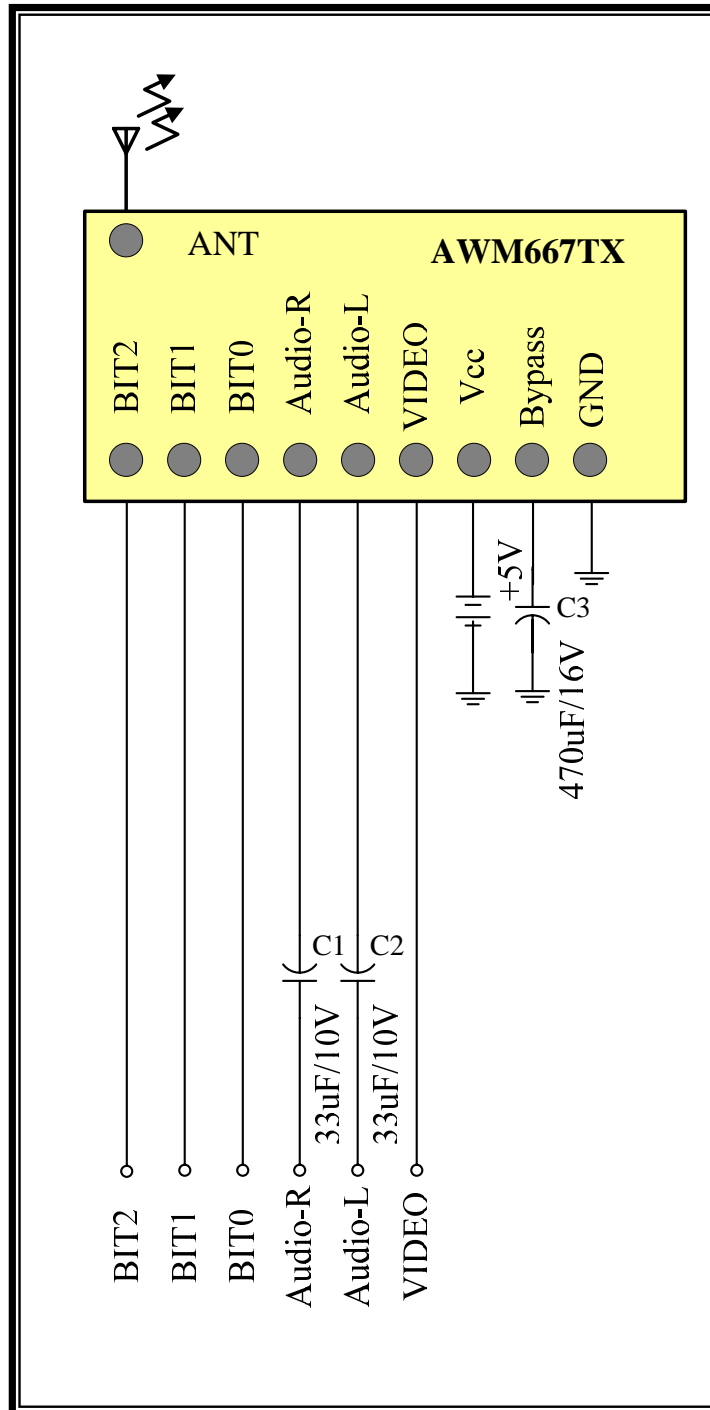 ANT
AWM667TX
BIT2
BIT1
BIT0
Audio-R
Audio-L
VIDEO
Vcc
Bypass
GND
+5V
C3
470uF/16V
C1
33uF/10V
C2
33uF/10V
BIT2
BIT1
BIT0
Audio-R
Audio-L
VIDEO